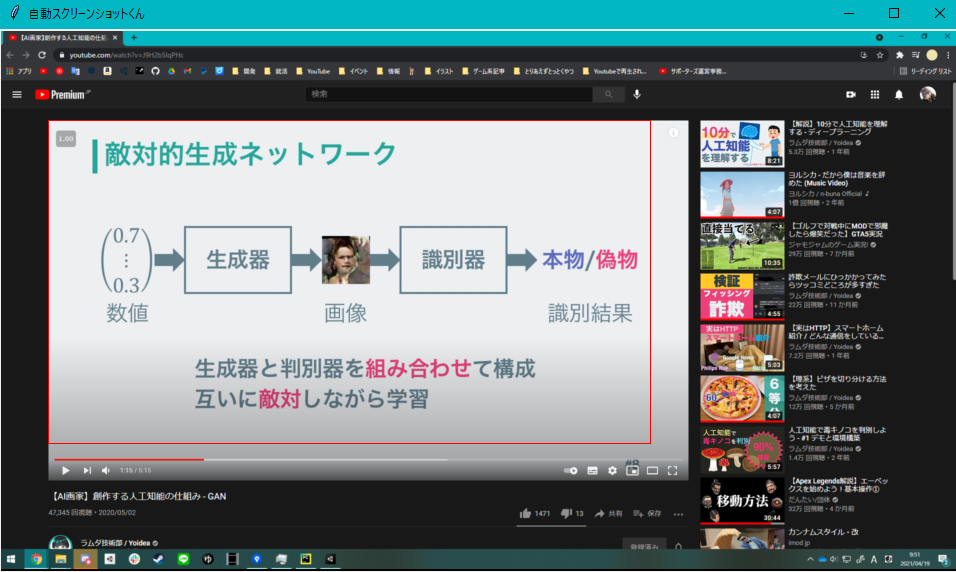 自動スクリーンショットくん
【AI画家】創作する人工知能の仕組
youtube.com/watch?v=J9H2b5IqPHc
アプリ
開発
就活
YouTube
イベント
情報
イラスト
ゲーム系記事
とりあえずとっとくやつ
Youtubeで再生され...
サポーターズ運営事務...
リーディング リスト
Premium JP
検索
1.00
敵対的生成ネットワーク
0.7
⋮
0.3
生成器
識別器
本物/偽物
数値
画像
識別結果
生成器と判別器を組み合わせて構成
互いに敵対しながら学習
1:15 / 5:15
#8
【AI画家】創作する人工知能の仕組み - GAN
47,345 回視聴・2020/05/02
1471
13
共有
保存
ラムダ技術部 / Yoidea
登録済み
10分で
人工知能
を理解する
8:21
【解説】10分で人工知能を理解
する - ディープラーニング
ラムダ技術部 / Yoidea
5.3万 回視聴・1 年前
4:07
ヨルシカ - だから僕は音楽を辞
めた (Music Video)
ヨルシカ / n-buna Official
1億 回視聴・2 年前
直接当てる
10:35
【ゴルフで対戦中にMODで邪魔
したら爆笑だった】GTA5実況
ジャモジャムのゲーム実況!
29万 回視聴・7 か月前
検証
フィッシング
詐欺
4:55
詐欺メールにひっかかってみた
らツッコミどころが多すぎた
ラムダ技術部 / Yoidea
22万 回視聴・11 か月前
実はHTTP
スマートホーム
Google Home
Philips Hue
5:03
【実はHTTP】スマートホーム
紹介 / どんな通信をしている...
ラムダ技術部 / Yoidea
7.2万 回視聴・1 年前
60
6
等
分
4:07
【理系】ピザを切り分ける方法
を考えた
ラムダ技術部 / Yoidea
12万 回視聴・5 か月前
人工知能で
毒キノコを判別
90%
5:57
人工知能で毒キノコを判別しよ
う - #1 デモと環境構築
ラムダ技術部 / Yoidea
1.4万 回視聴・2 年前
移動方法
30:44
【Apex Legends解説】エーペッ
クスを始めよう！基本操作①
だんたい/団体
32万 回視聴・4 か月前
カンナムスタイル・改
imod jp
A
9:51
2021/04/19